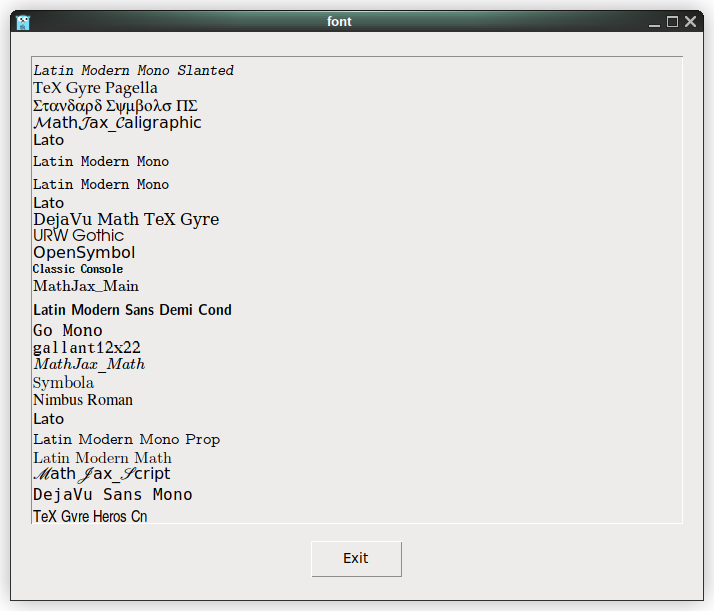 font
Latin Modern Mono Slanted
TeX Gyre Pagella
Στανδαρδ Σψμβολσ ΠΣ
MathJax_Caligraphic
Lato
Latin Modern Mono
Latin Modern Mono
Lato
DejaVu Math TeX Gyre
URW Gothic
OpenSymbol
Classic Console
MathJax_Main
Latin Modern Sans Demi Cond
Go Mono
gallant12x22
MathJax_Math
Symbola
Nimbus Roman
Lato
Latin Modern Mono Prop
Latin Modern Math
MathJax_Script
DejaVu Sans Mono
TeX Gyre Heros Cn
Exit